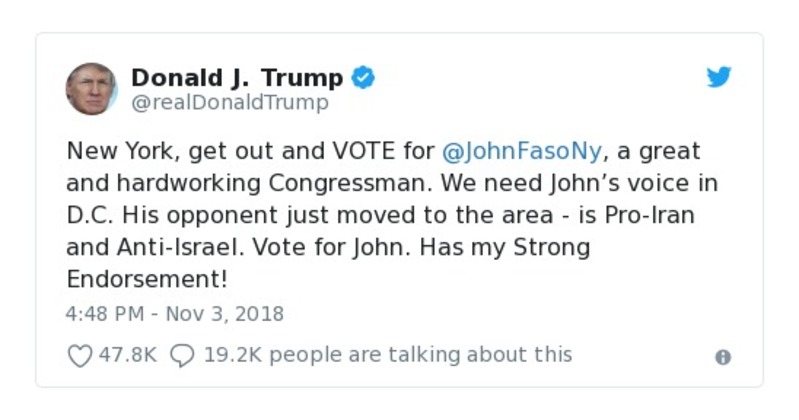 Donald J. Trump
@realDonaldTrump
New York, get out and VOTE for @JohnFasoNy, a great
and hardworking Congressman. We need John’s voice in
D.C. His opponent just moved to the area - is Pro-Iran
and Anti-Israel. Vote for John. Has my Strong
Endorsement!
4:48 PM - Nov 3, 2018
47.8K 19.2K people are talking about this